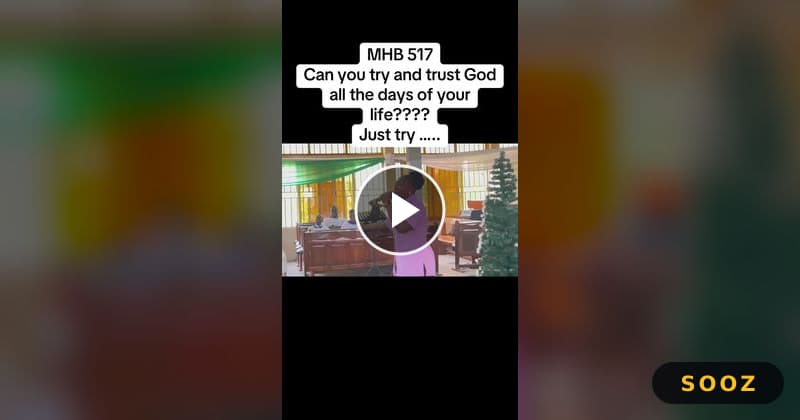 MHB 517
Can you try and trust God
all the days of your
life????
Just try .....
SOOZ